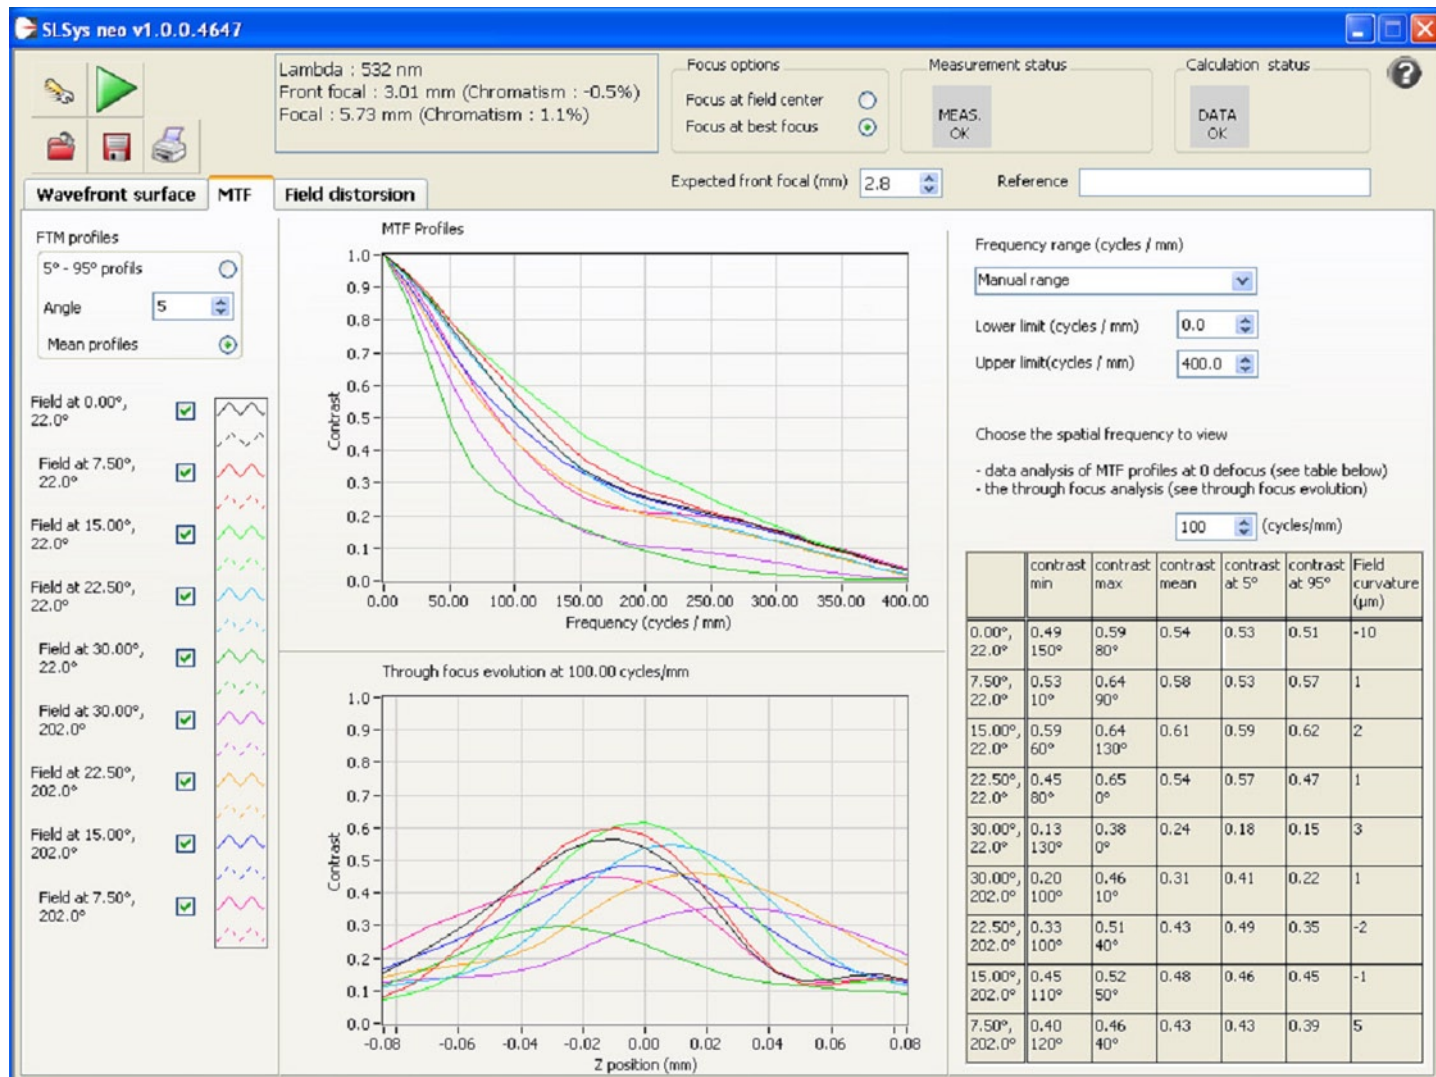 SLSys neo v1.0.0.4647
Lambda : 532 nm
Front focal : 3.01 mm (Chromatism : -0.5%)
Focal : 5.73 mm (Chromatism : 1.1%)
Focus options
Focus at field center
Focus at best focus
Measurement status
MEAS.
OK
Calculation status
DATA
OK
?
Expected front focal (mm) 2.8
Reference
Wavefront surface MTF Field distorsion
FTM profiles
5° - 95° profils
Angle 5
Mean profiles
Field at 0.00°,
22.0°
Field at 7.50°,
22.0°
Field at 15.00°,
22.0°
Field at 22.50°,
22.0°
Field at 30.00°,
22.0°
Field at 30.00°,
202.0°
Field at 22.50°,
202.0°
Field at 15.00°,
202.0°
Field at 7.50°,
202.0°
MTF Profiles
Contrast
1.0
0.9
0.8
0.7
0.6
0.5
0.4
0.3
0.2
0.1
0.0
0.00 50.00 100.00 150.00 200.00 250.00 300.00 350.00 400.00
Frequency (cycles / mm)
Through focus evolution at 100.00 cycles/mm
Contrast
1.0
0.9
0.8
0.7
0.6
0.5
0.4
0.3
0.2
0.1
0.0
-0.08 -0.06 -0.04 -0.02 0.00 0.02 0.04 0.06 0.08
Z position (mm)
Frequency range (cycles / mm)
Manual range
Lower limit (cycles / mm) 0.0
Upper limit(cycles / mm) 400.0
Choose the spatial frequency to view
- data analysis of MTF profiles at 0 defocus (see table below)
- the through focus analysis (see through focus evolution)
100 (cycles/mm)
contrast contrast contrast contrast contrast Field
min max mean at 5° at 95° curvature
(µm)
0.00°, 0.49 0.59 0.54 0.53 0.51 -10
22.0° 150° 80°
7.50°, 0.53 0.64 0.58 0.53 0.57 1
22.0° 10° 90°
15.00°, 0.59 0.64 0.61 0.59 0.62 2
22.0° 60° 130°
22.50°, 0.45 0.65 0.54 0.57 0.47 1
22.0° 80° 0°
30.00°, 0.13 0.38 0.24 0.18 0.15 3
22.0° 130° 0°
30.00°, 0.20 0.46 0.31 0.41 0.22 1
202.0° 100° 10°
22.50°, 0.33 0.51 0.43 0.49 0.35 -2
202.0° 100° 40°
15.00°, 0.45 0.52 0.48 0.46 0.45 -1
202.0° 110° 50°
7.50°, 0.40 0.46 0.43 0.43 0.39 5
202.0° 120° 40°